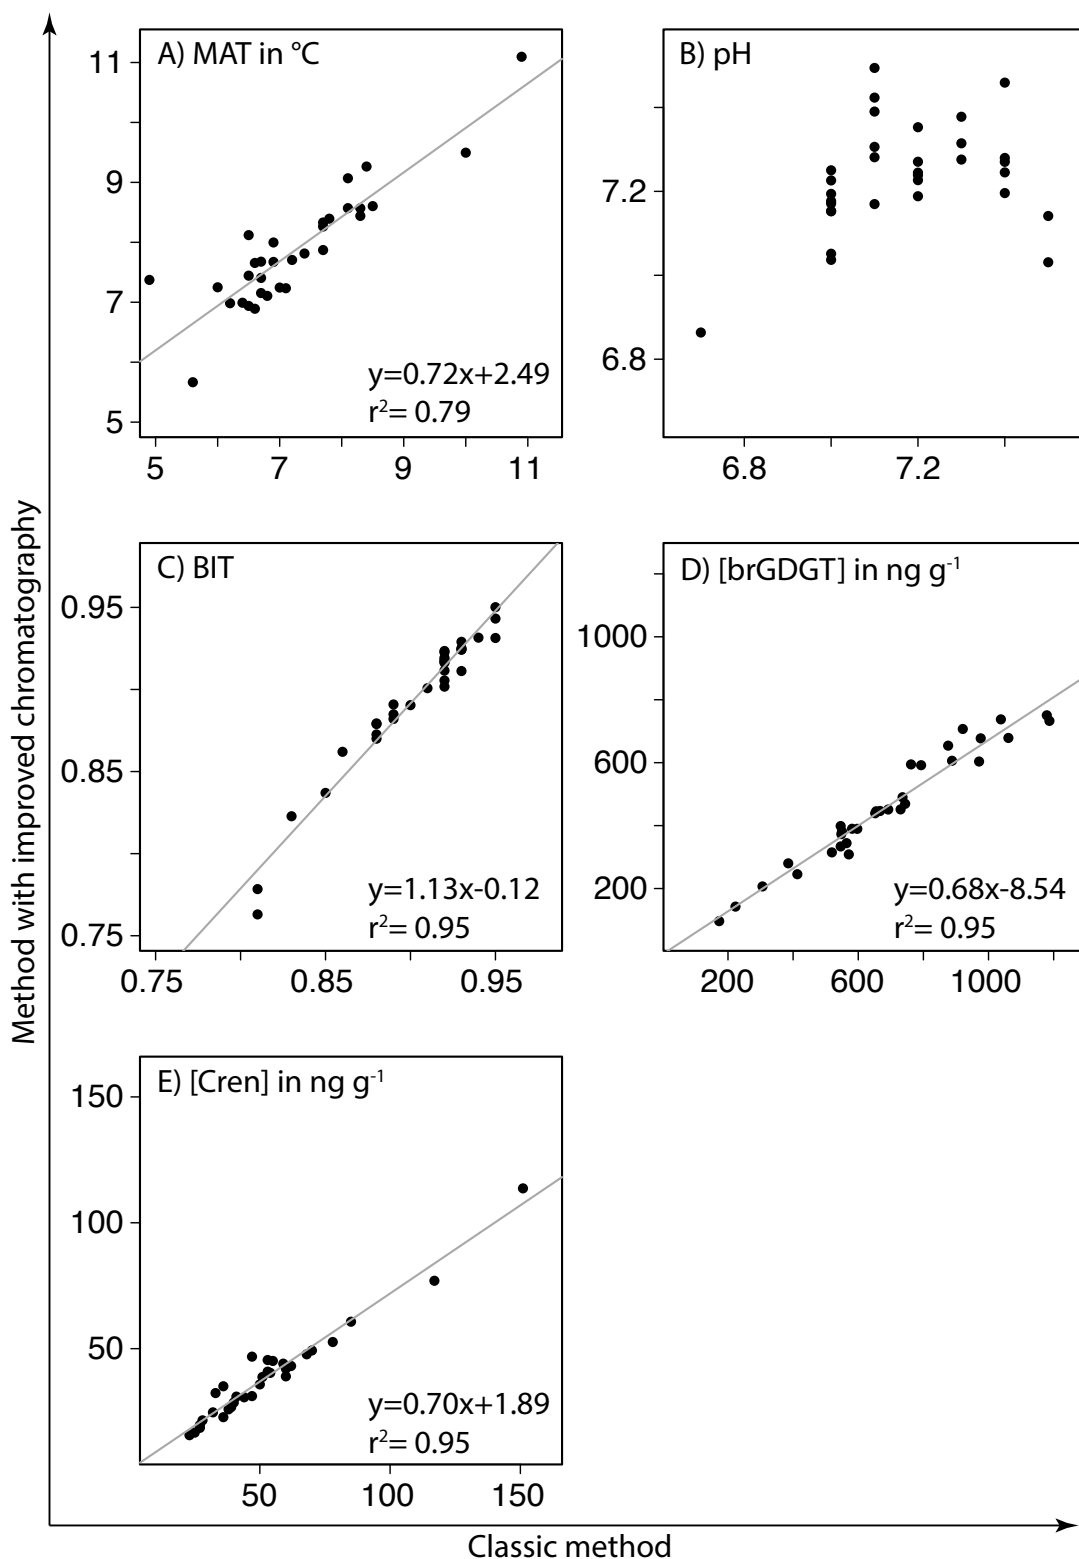 Method with improved chromatography
A) MAT in °C
11
9
7
5
y=0.72x+2.49
r²= 0.79
5 7 9 11
B) pH
7.2
6.8
6.8 7.2
C) BIT
0.95
0.85
0.75
y=1.13x-0.12
r²= 0.95
0.75 0.85 0.95
D) [brGDGT] in ng g⁻¹
1000
600
200
y=0.68x-8.54
r²= 0.95
200 600 1000
E) [Cren] in ng g⁻¹
150
100
50
y=0.70x+1.89
r²= 0.95
50 100 150
Classic method